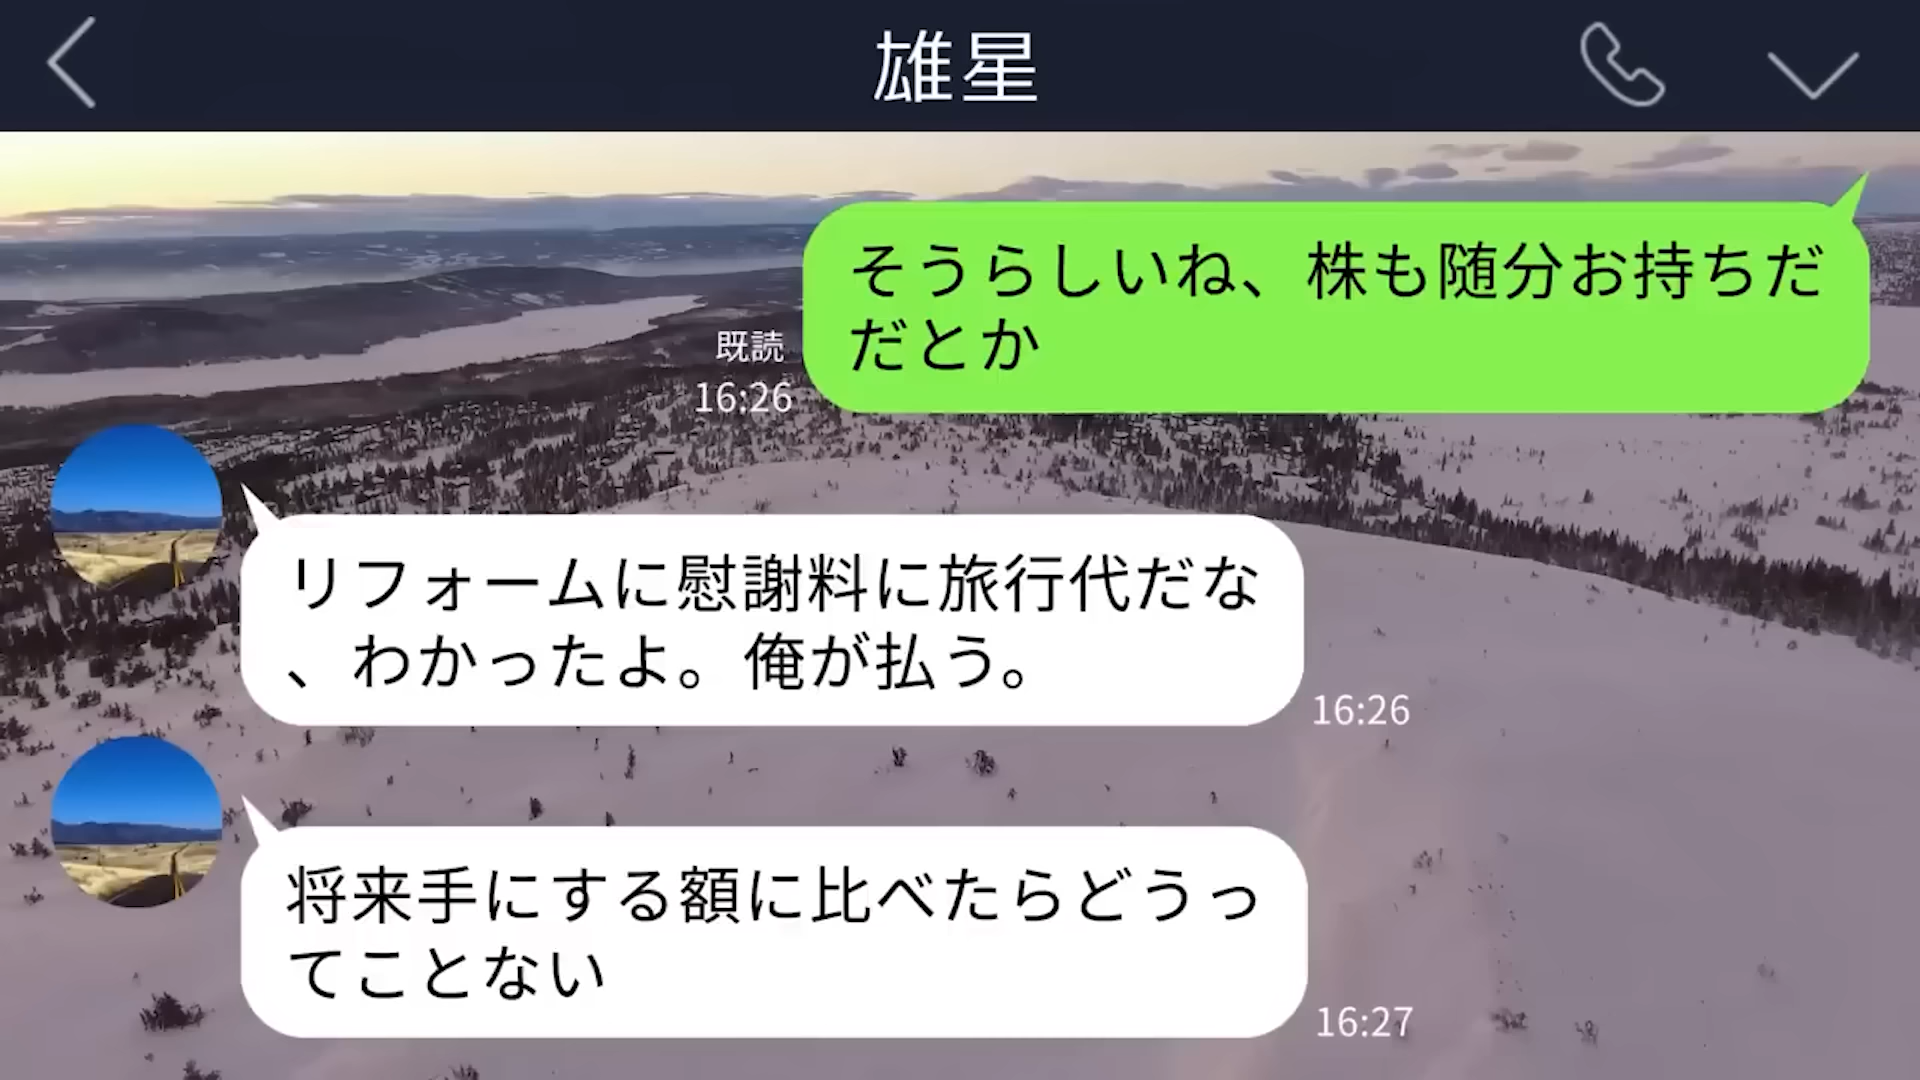 雄星
そうらしいね、株も随分お持ちだ
だとか
既読
16:26
リフォームに慰謝料に旅行代だな
、わかったよ。俺が払う。
16:26
将来手にする額に比べたらどうっ
てことない
16:27